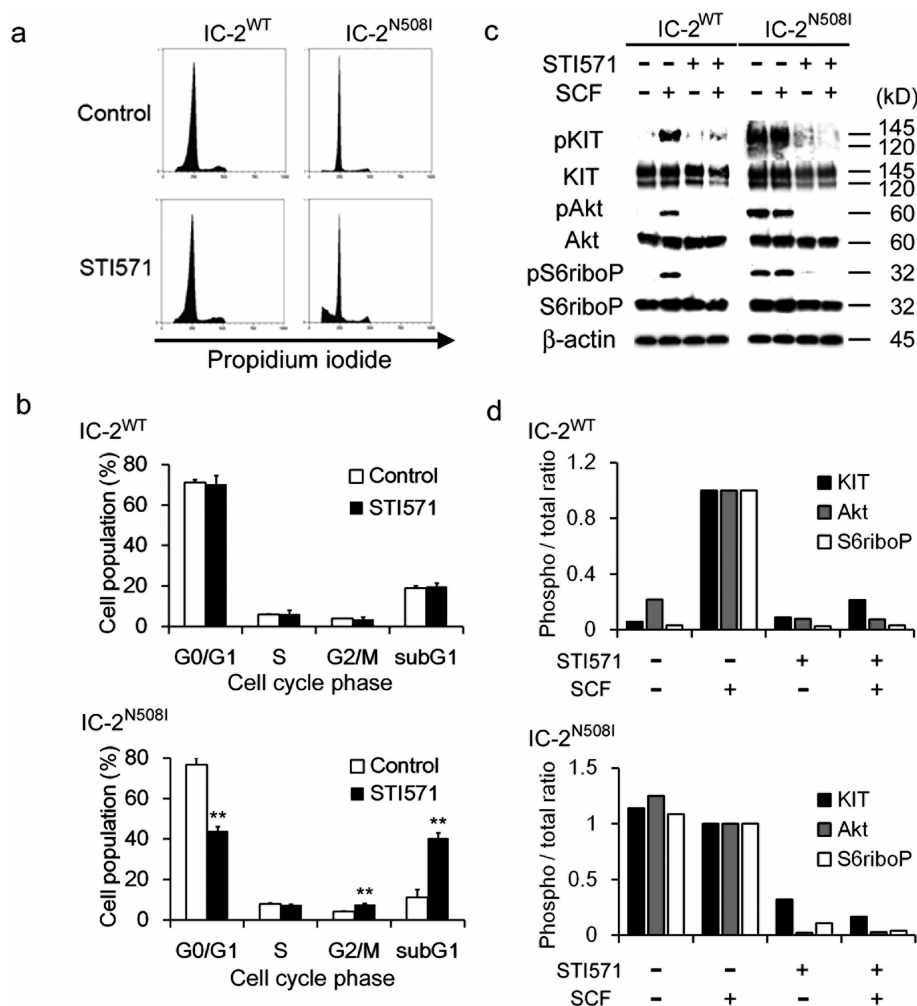 a
IC-2WT
IC-2N508I
Control
STI571
Propidium iodide
b
IC-2WT
Cell population (%)
80
60
40
20
0
Control
STI571
G0/G1 S G2/M subG1
Cell cycle phase
IC-2N508I
Cell population (%)
80
60
40
20
0
Control
STI571
** ** **
G0/G1 S G2/M subG1
Cell cycle phase
c
IC-2WT IC-2N508I
STI571 - - + + - - + +
SCF - + - + - + - + (kD)
pKIT 145
120
KIT 145
120
pAkt 60
Akt 60
pS6riboP 32
S6riboP 32
β-actin 45
d
IC-2WT
Phospho / total ratio
1.2
0.8
0.4
0
KIT
Akt
S6riboP
STI571 - - + +
SCF - + - +
IC-2N508I
Phospho / total ratio
1.5
1
0.5
0
KIT
Akt
S6riboP
STI571 - - + +
SCF - + - +